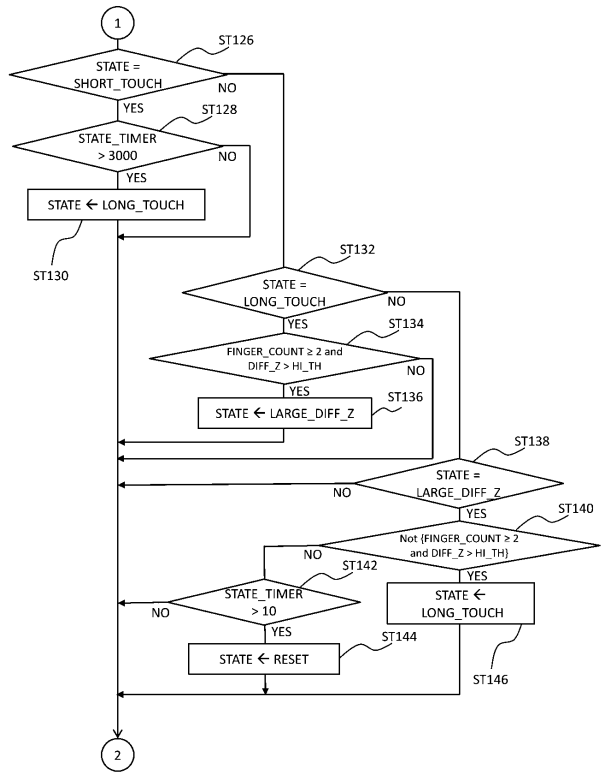 1
ST126
STATE =
SHORT_TOUCH
NO
YES
ST128
STATE_TIMER
> 3000
NO
YES
STATE ← LONG_TOUCH
ST130
ST132
STATE =
LONG_TOUCH
NO
YES
ST134
FINGER_COUNT ≥ 2 and
DIFF_Z > HI_TH
NO
YES
ST136
STATE ← LARGE_DIFF_Z
ST138
STATE =
LARGE_DIFF_Z
NO
YES
ST140
Not {FINGER_COUNT ≥ 2
and DIFF_Z > HI_TH}
NO
YES
ST142
STATE_TIMER
> 10
NO
YES
STATE ←
LONG_TOUCH
ST144
STATE ← RESET
ST146
2